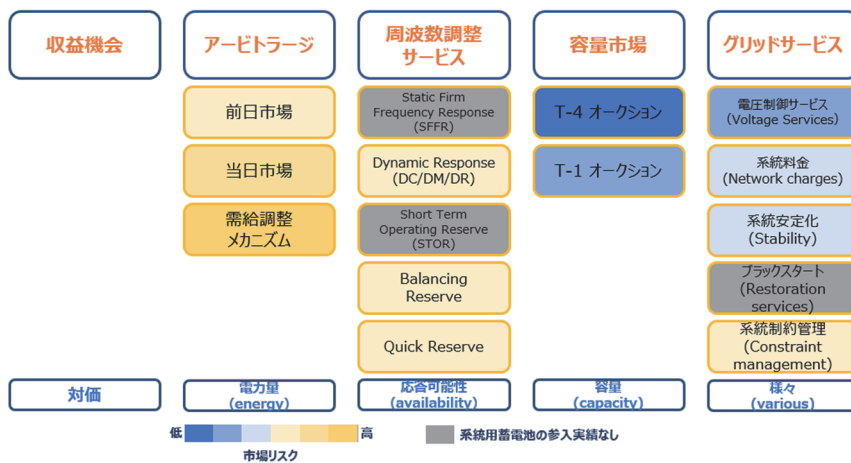 収益機会
アービトラージ
周波数調整
サービス
容量市場
グリッドサービス
前日市場
当日市場
需給調整
メカニズム
Static Firm
Frequency Response
(SFFR)
Dynamic Response
(DC/DM/DR)
Short Term
Operating Reserve
(STOR)
Balancing
Reserve
Quick Reserve
T-4 オークション
T-1 オークション
電圧制御サービス
(Voltage Services)
系統料金
(Network charges)
系統安定化
(Stability)
ブラックスタート
(Restoration
services)
系統制約管理
(Constraint
management)
対価
電力量
(energy)
応答可能性
(availability)
容量
(capacity)
様々
(various)
低
高
市場リスク
系統用蓄電池の参入実績なし